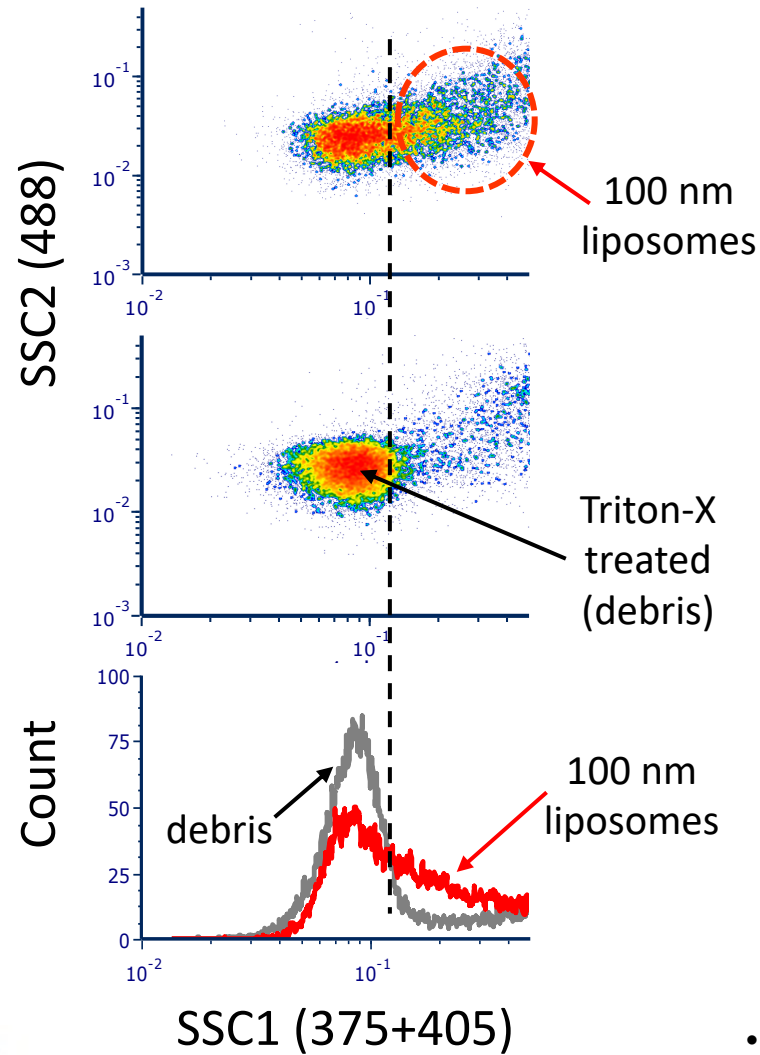 SSC2 (488)
10-1
10-2
10-3
10-2
10-1
100 nm
liposomes
10-1
10-2
10-3
10-2
10-1
Triton-X
treated
(debris)
Count
100
75
50
25
0
debris
100 nm
liposomes
10-2
10-1
SSC1 (375+405)
.